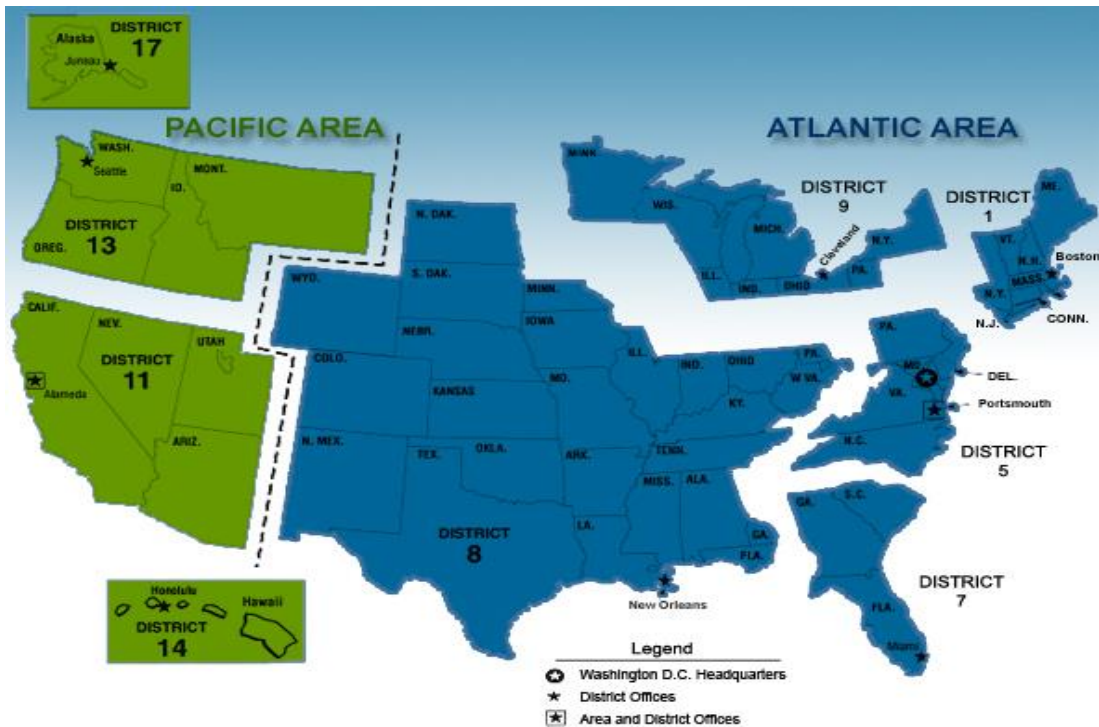 DISTRICT
17
Alaska
Juneau
PACIFIC AREA
ATLANTIC AREA
WASH.
Seattle
MONT.
ID.
DISTRICT
13
OREG.
CALIF.
NEV.
UTAH
DISTRICT
11
Alameda
ARIZ.
Honolulu
Hawaii
DISTRICT
14
N. DAK.
WYO.
S. DAK.
MINN.
NEBR.
IOWA
COLO.
KANSAS
MO.
ILL.
IND.
OHIO
PA.
W VA.
KY.
N. MEX.
TEX.
OKLA.
ARK.
TENN.
MISS.
ALA.
LA.
GA.
FLA.
DISTRICT
8
New Orleans
MINN.
WIS.
MICH.
ILL.
IND.
OHIO
PA.
N.Y.
Cleveland
DISTRICT
9
DISTRICT
1
ME.
VT.
N.H.
MASS.
Boston
N.Y.
N.J.
CONN.
PA.
MD.
DEL.
VA.
Portsmouth
N.C.
DISTRICT
5
GA.
S.C.
FLA.
Miami
DISTRICT
7
Legend
Washington D.C. Headquarters
District Offices
Area and District Offices